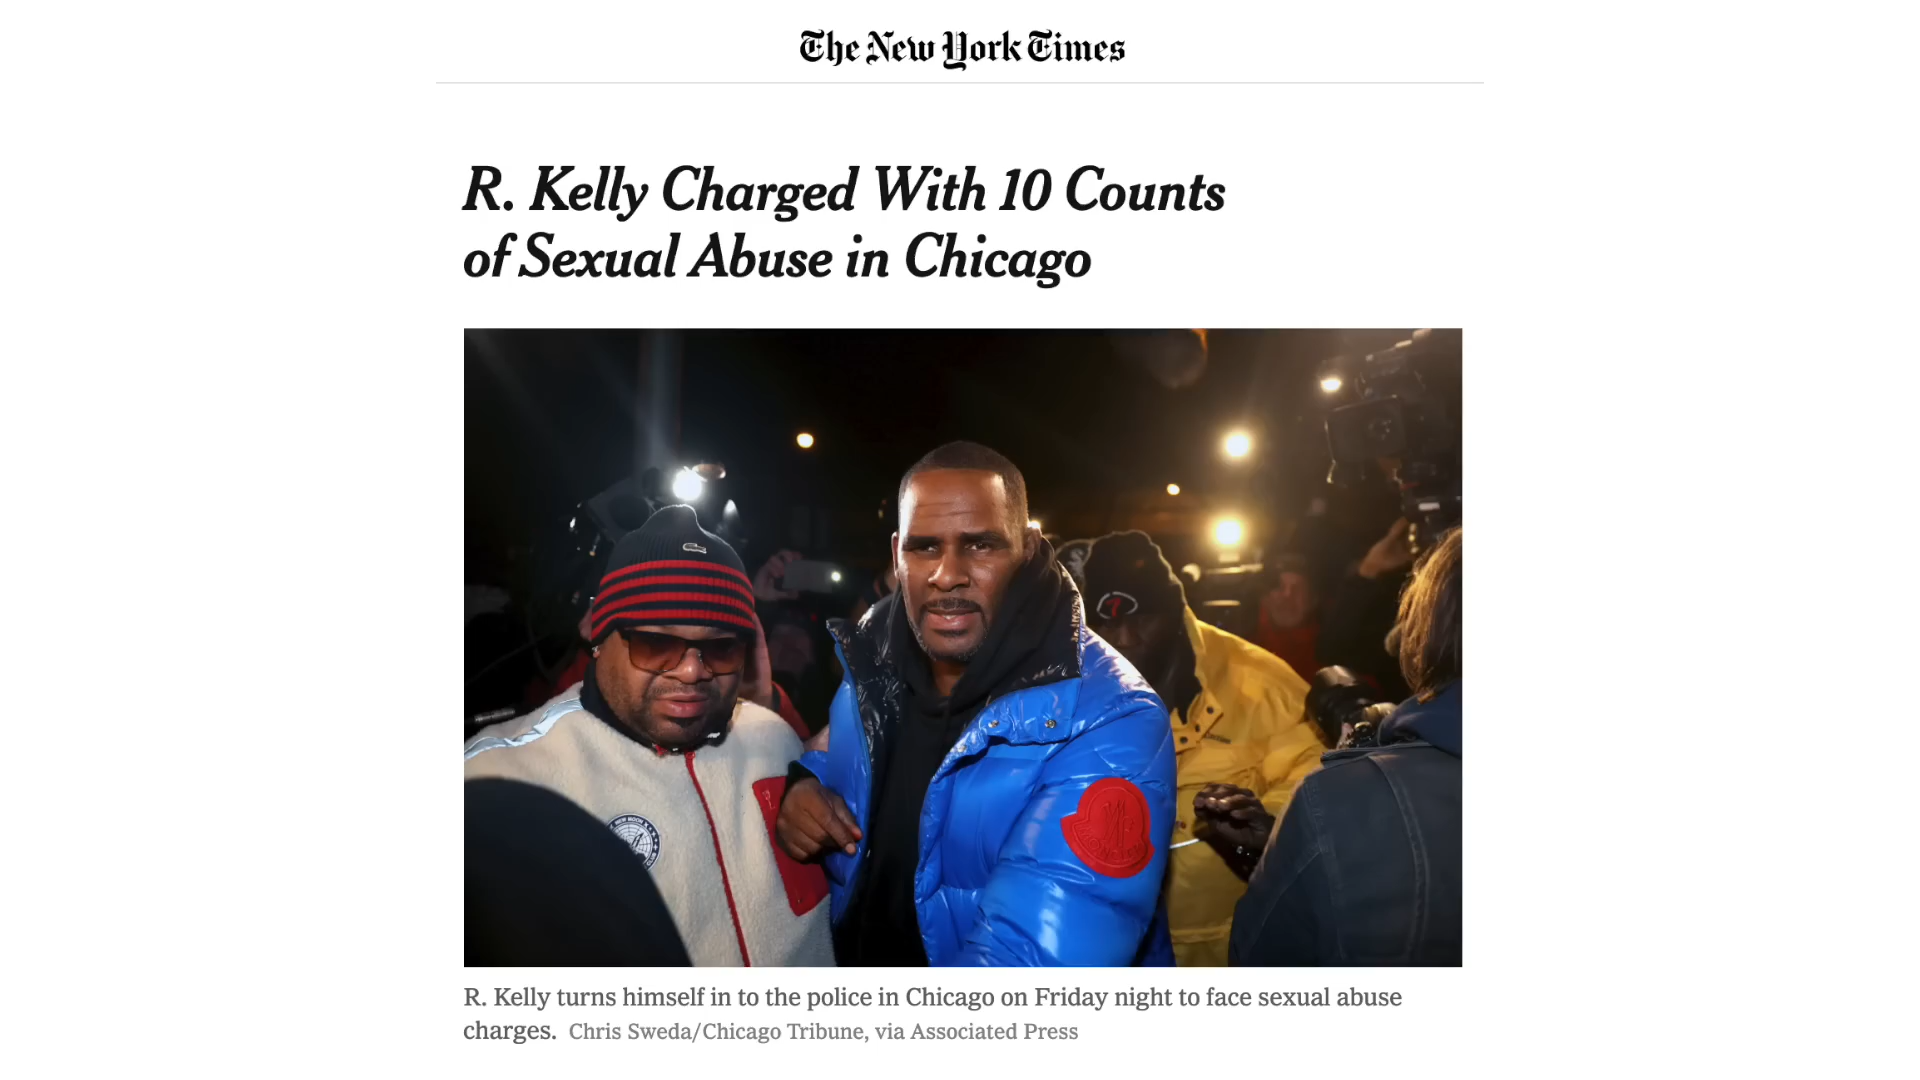 The New York Times
R. Kelly Charged With 10 Counts
of Sexual Abuse in Chicago
MONCLER
R. Kelly turns himself in to the police in Chicago on Friday night to face sexual abuse
charges. Chris Sweda/Chicago Tribune, via Associated Press